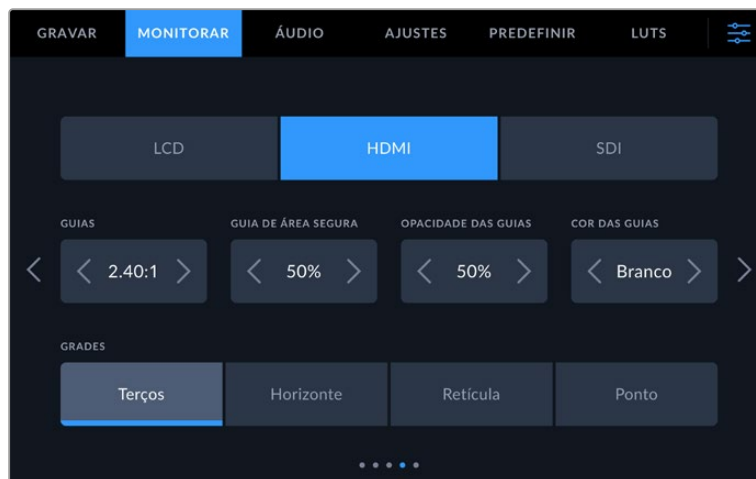 GRAVAR MONITORAR ÁUDIO AJUSTES PREDEFINIR LUTS
LCD HDMI SDI
GUIAS GUIA DE ÁREA SEGURA OPACIDADE DAS GUIAS COR DAS GUIAS
2.40:1 50% 50% Branco
GRADES
Terços Horizonte Retícula Ponto